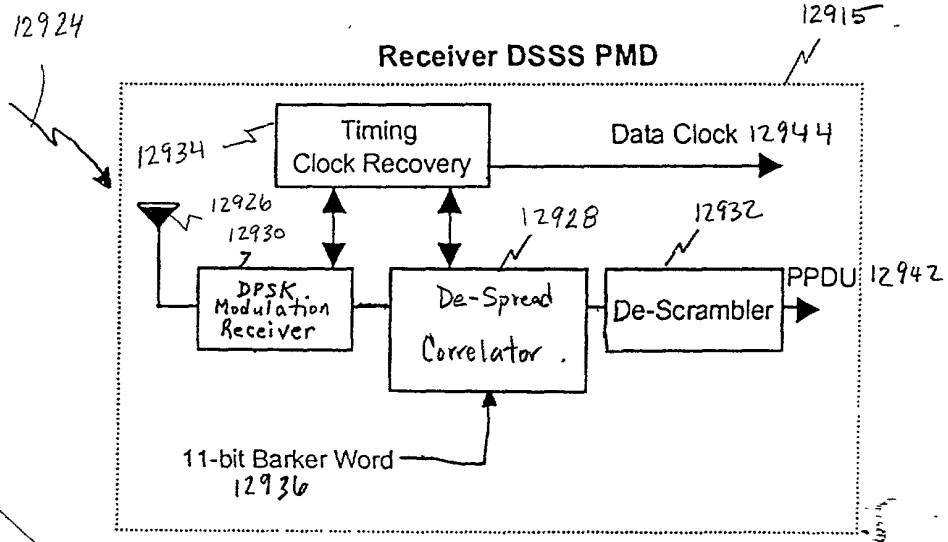 12924
12915
Receiver DSSS PMD
12934
Timing
Clock Recovery
Data Clock 12944
12926
12930
12928
12932
DPSK
Modulation
Receiver
De-Spread
Correlator.
De-Scrambler
PPDU 12942
11-bit Barker Word
12936